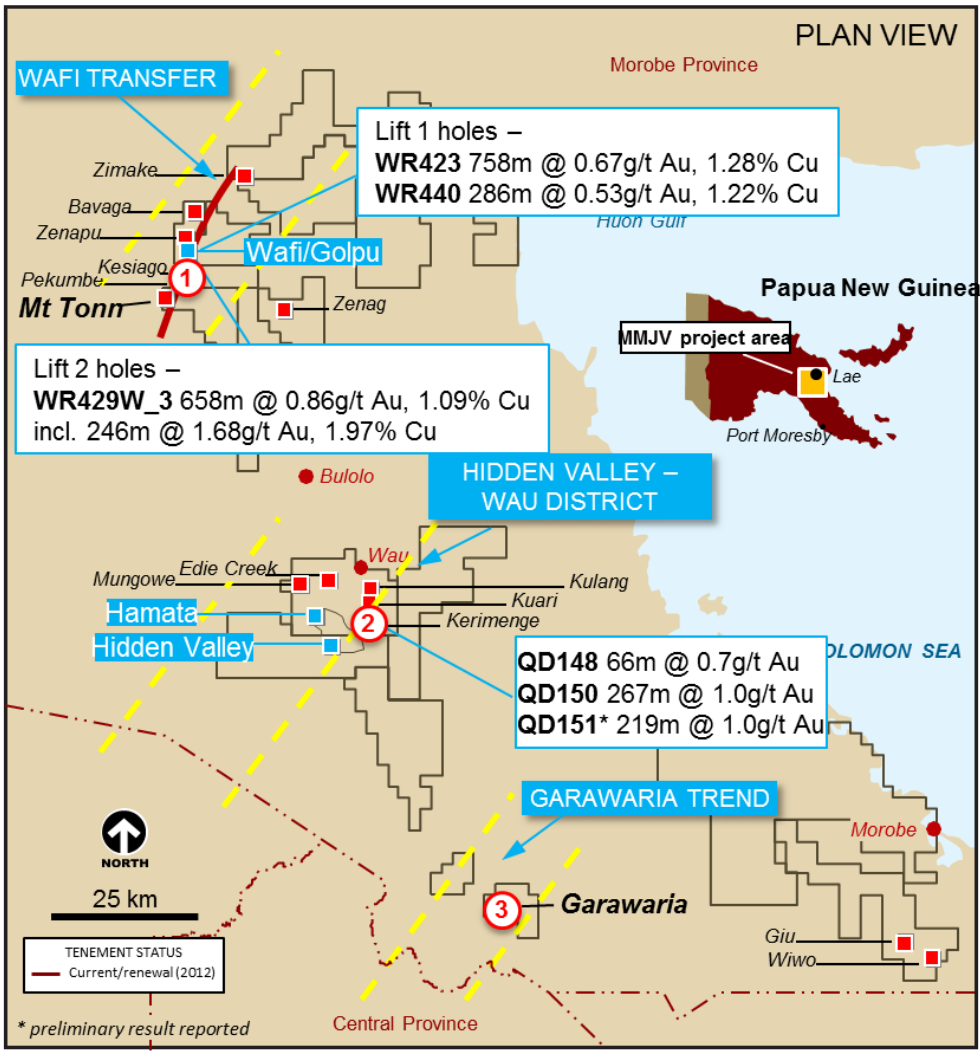 PLAN VIEW
Morobe Province
WAFI TRANSFER
Lift 1 holes –
WR423 758m @ 0.67g/t Au, 1.28% Cu
WR440 286m @ 0.53g/t Au, 1.22% Cu
Zimake
Bavaga
Huon Gulf
Zenapu
Wafi/Golpu
Kesiago
Pekumbe
1
Mt Tonn
Zenag
Papua New Guinea
MMJV project area
Lae
Port Moresby
Lift 2 holes –
WR429W_3 658m @ 0.86g/t Au, 1.09% Cu
incl. 246m @ 1.68g/t Au, 1.97% Cu
Bulolo
HIDDEN VALLEY –
WAU DISTRICT
Wau
Edie Creek
Mungowe
Kulang
Kuari
Hamata
2
Kerimenge
Hidden Valley
QD148 66m @ 0.7g/t Au
QD150 267m @ 1.0g/t Au
QD151* 219m @ 1.0g/t Au
OLOMON SEA
GARAWARIA TREND
Morobe
NORTH
25 km
3
Garawaria
Giu
Wiwo
TENEMENT STATUS
Current/renewal (2012)
* preliminary result reported
Central Province